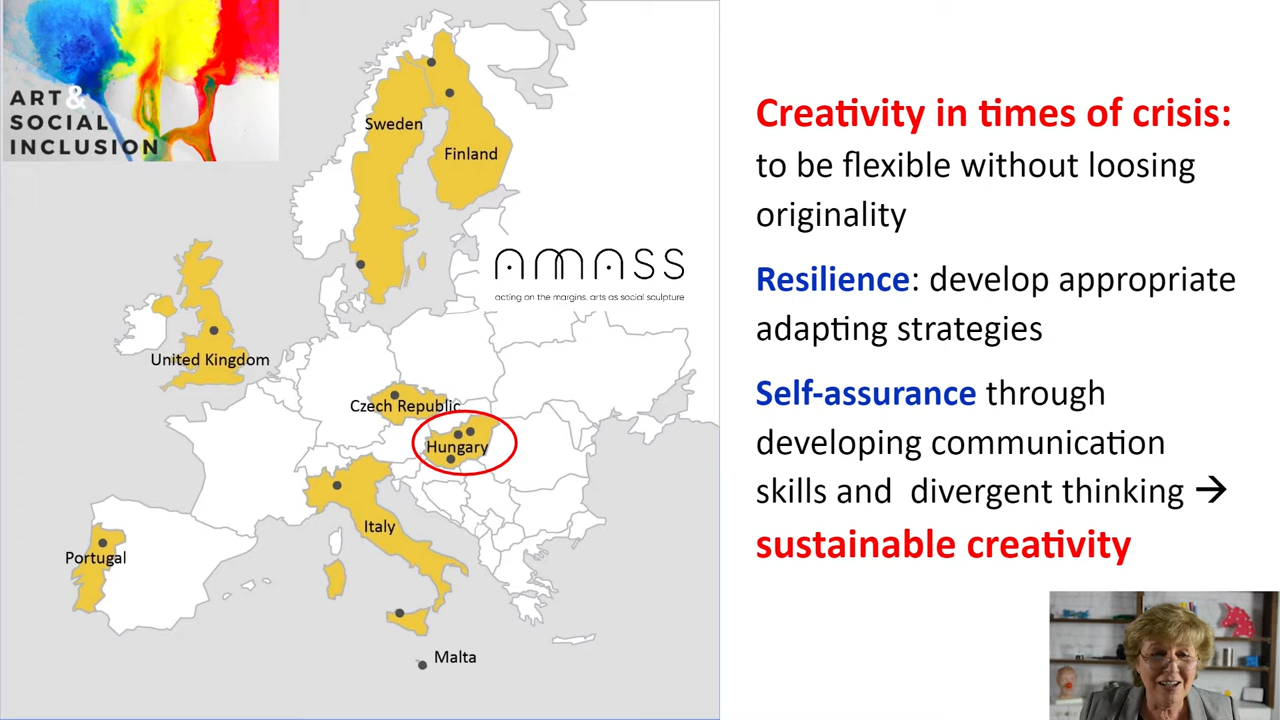 ART &
SOCIAL
INCLUSION
Sweden
Finland
AMASS
acting on the margins. arts as social sculpture
United Kingdom
Czech Republic
Hungary
Italy
Portugal
Malta
Creativity in times of crisis:
to be flexible without loosing
originality
Resilience: develop appropriate
adapting strategies
Self-assurance through
developing communication
skills and divergent thinking →
sustainable creativity